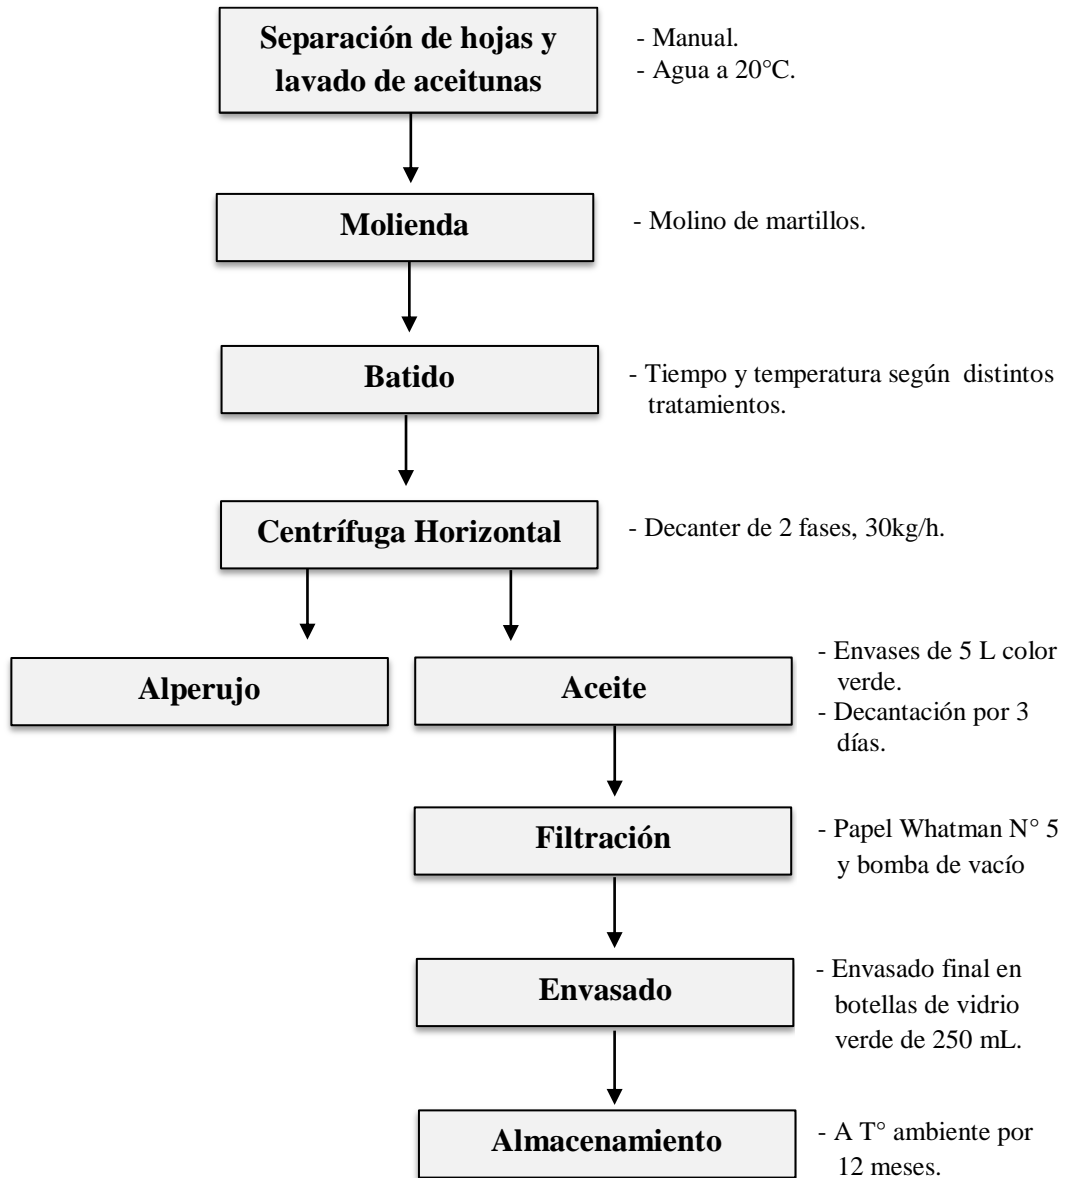 Separación de hojas y
lavado de aceitunas
- Manual.
- Agua a 20°C.
Molienda
- Molino de martillos.
Batido
- Tiempo y temperatura según distintos
tratamientos.
Centrífuga Horizontal
- Decanter de 2 fases, 30kg/h.
Alperujo
Aceite
- Envases de 5 L color
verde.
- Decantación por 3
días.
Filtración
- Papel Whatman N° 5
y bomba de vacío
Envasado
- Envasado final en
botellas de vidrio
verde de 250 mL.
Almacenamiento
- A T° ambiente por
12 meses.